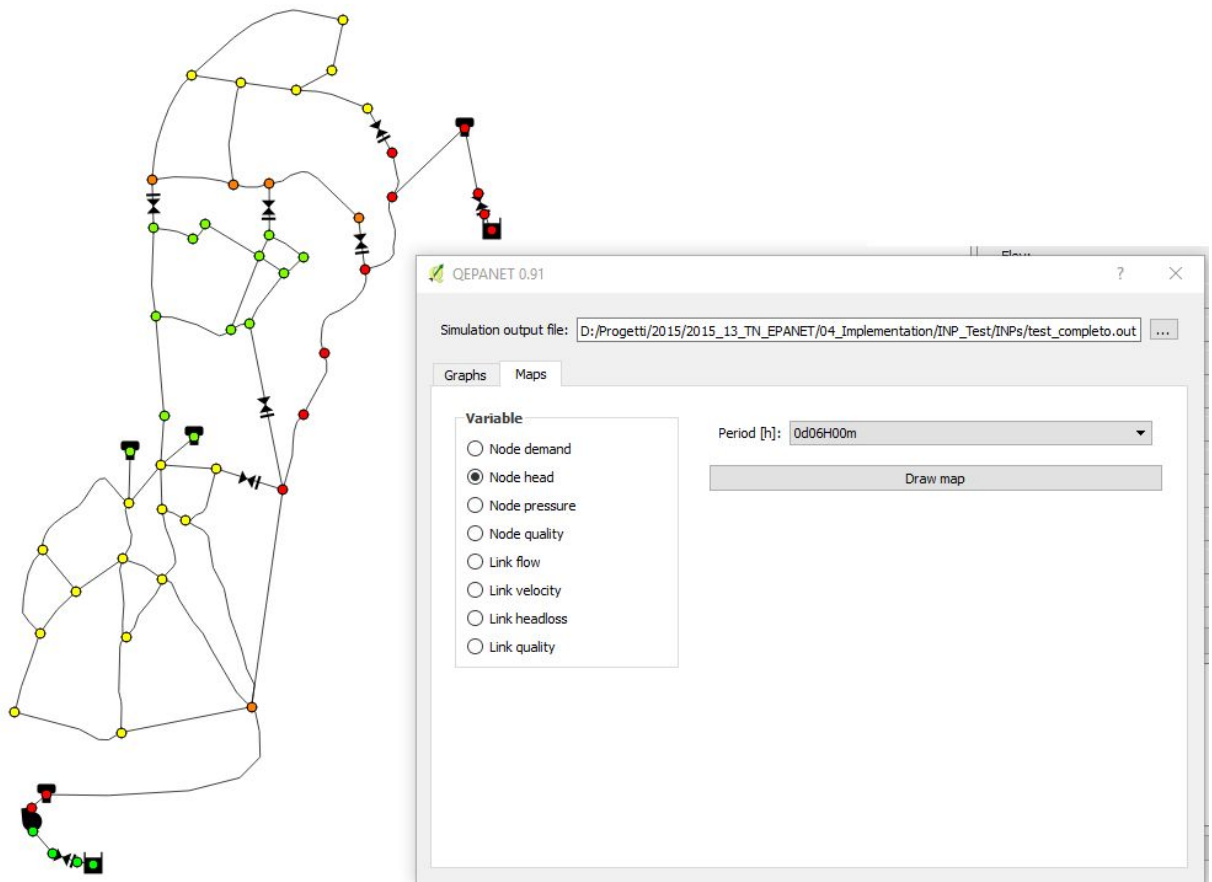 QEPANET 0.91
?
Simulation output file: D:/Progetti/2015/2015_13_TN_EPANET/04_Implementation/INP_Test/INPs/test_completo.out ...
Graphs Maps
Variable
Period [h]: 0d06H00m
Node demand
Node head
Draw map
Node pressure
Node quality
Link flow
Link velocity
Link headloss
Link quality